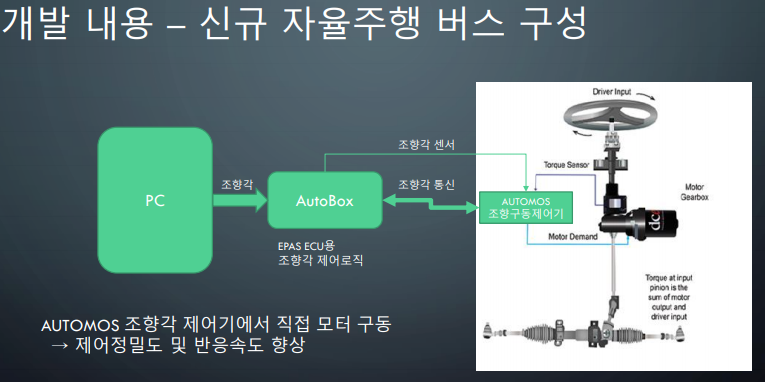 개발 내용 – 신규 자율주행 버스 구성
PC
조향각
AutoBox
EPAS ECU용
조향각 제어로직
조향각 센서
조향각 통신
AUTOMOS
조향구동제어기
Driver Input
Torque Sensor
Motor
Gearbox
dce
Motor Demand
Torque at input
pinion is the
sum of motor
output and
driver input
AUTOMOS 조향각 제어기에서 직접 모터 구동
→ 제어정밀도 및 반응속도 향상